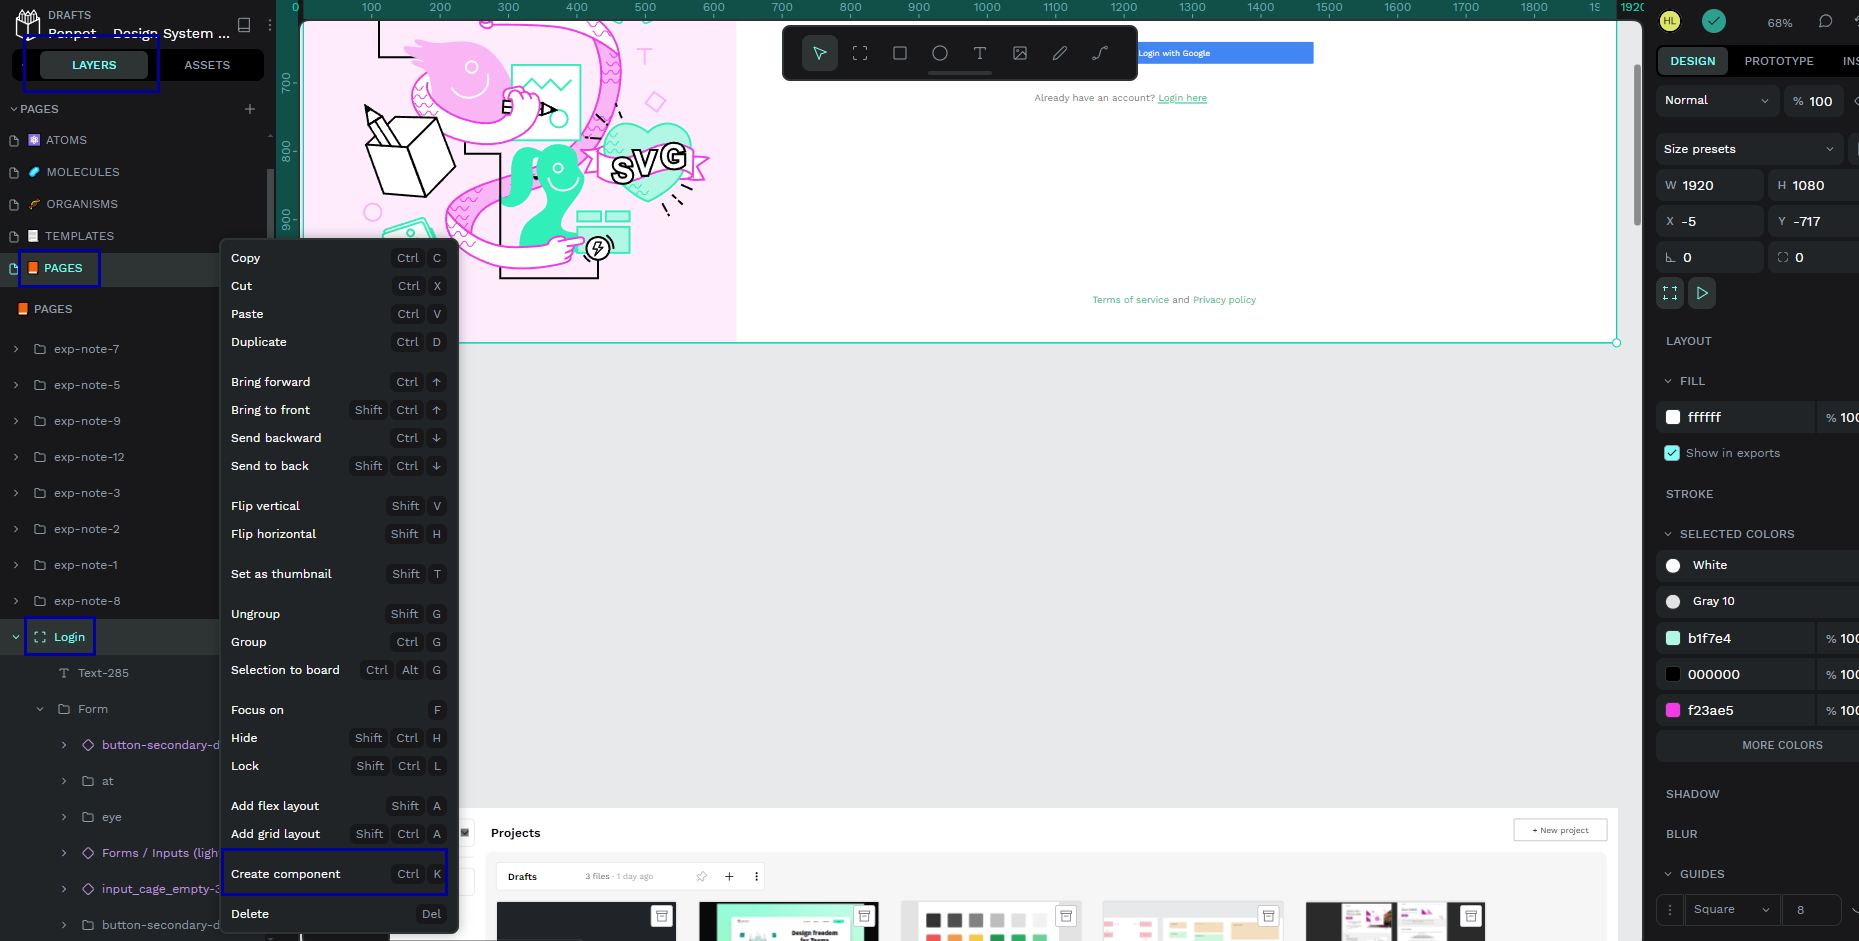 DRAFTS
Penpot - Design System ...
LAYERS
ASSETS
PAGES
ATOMS
MOLECULES
ORGANISMS
TEMPLATES
PAGES
PAGES
exp-note-7
exp-note-5
exp-note-9
exp-note-12
exp-note-3
exp-note-2
exp-note-1
exp-note-8
Login
Text-285
Form
button-secondary-d
at
eye
Forms / Inputs (ligh
input_cage_empty-3
button-secondary-d
Copy Ctrl C
Cut Ctrl X
Paste Ctrl V
Duplicate Ctrl D
Bring forward Ctrl ↑
Bring to front Shift Ctrl ↑
Send backward Ctrl ↓
Send to back Shift Ctrl ↓
Flip vertical Shift V
Flip horizontal Shift H
Set as thumbnail Shift T
Ungroup Shift G
Group Ctrl G
Selection to board Ctrl Alt G
Focus on F
Hide Shift Ctrl H
Lock Shift Ctrl L
Add flex layout Shift A
Add grid layout Shift Ctrl A
Create component Ctrl K
Delete Del
0 100 200 300 400 500 600 700 800 900 1000 1100 1200 1300 1400 1500 1600 1700 1800 19 1920
700
800
900
SVG
Login with Google
Already have an account? Login here
Terms of service and Privacy policy
Projects
+ New project
Drafts
3 files · 1 day ago
Design freedom
for Teams
HL
68%
DESIGN
PROTOTYPE
INS
Normal
% 100
Size presets
W 1920
H 1080
X -5
Y -717
0
0
LAYOUT
FILL
ffffff
% 100
Show in exports
STROKE
SELECTED COLORS
White
Gray 10
b1f7e4
% 100
000000
% 100
f23ae5
% 100
MORE COLORS
SHADOW
BLUR
GUIDES
Square
8